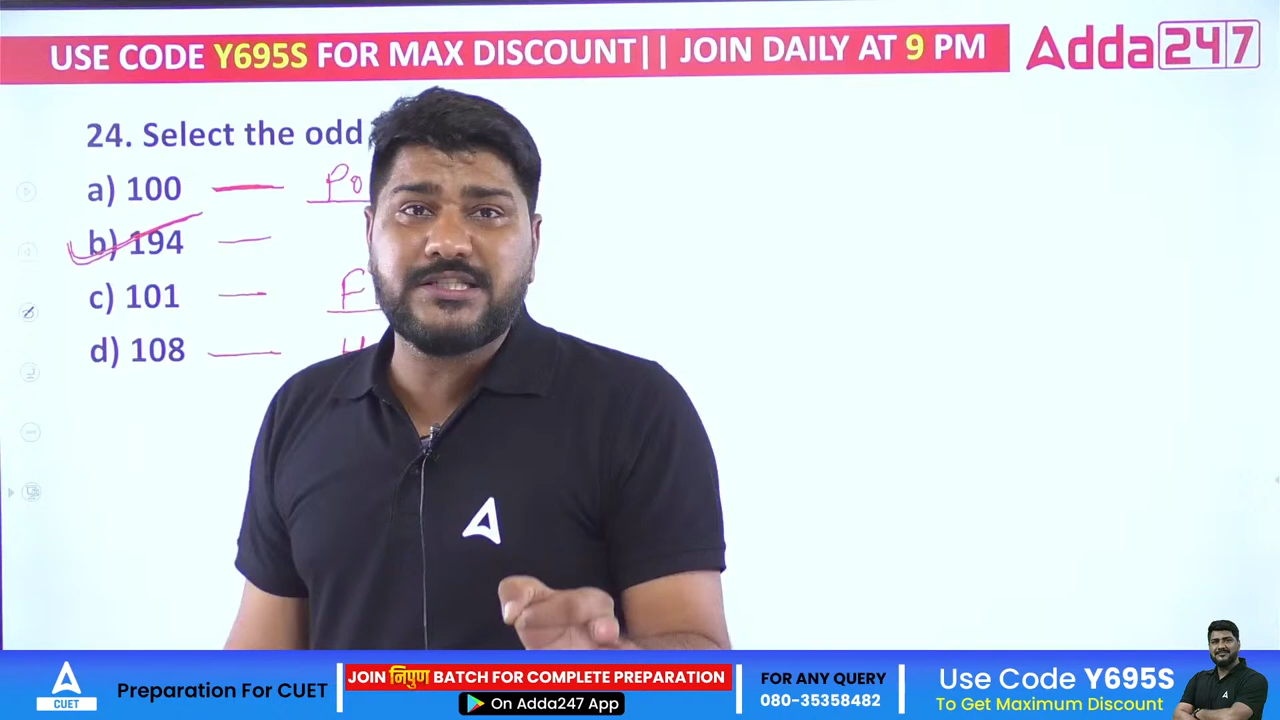 USE CODE Y695S FOR MAX DISCOUNT|| JOIN DAILY AT 9 PM
Adda247
24. Select the odd
a) 100
Po
b) 194
c) 101
F
d) 108
CUET
Preparation For CUET
JOIN निपुण BATCH FOR COMPLETE PREPARATION
On Adda247 App
FOR ANY QUERY
080-35358482
Use Code Y695S
To Get Maximum Discount